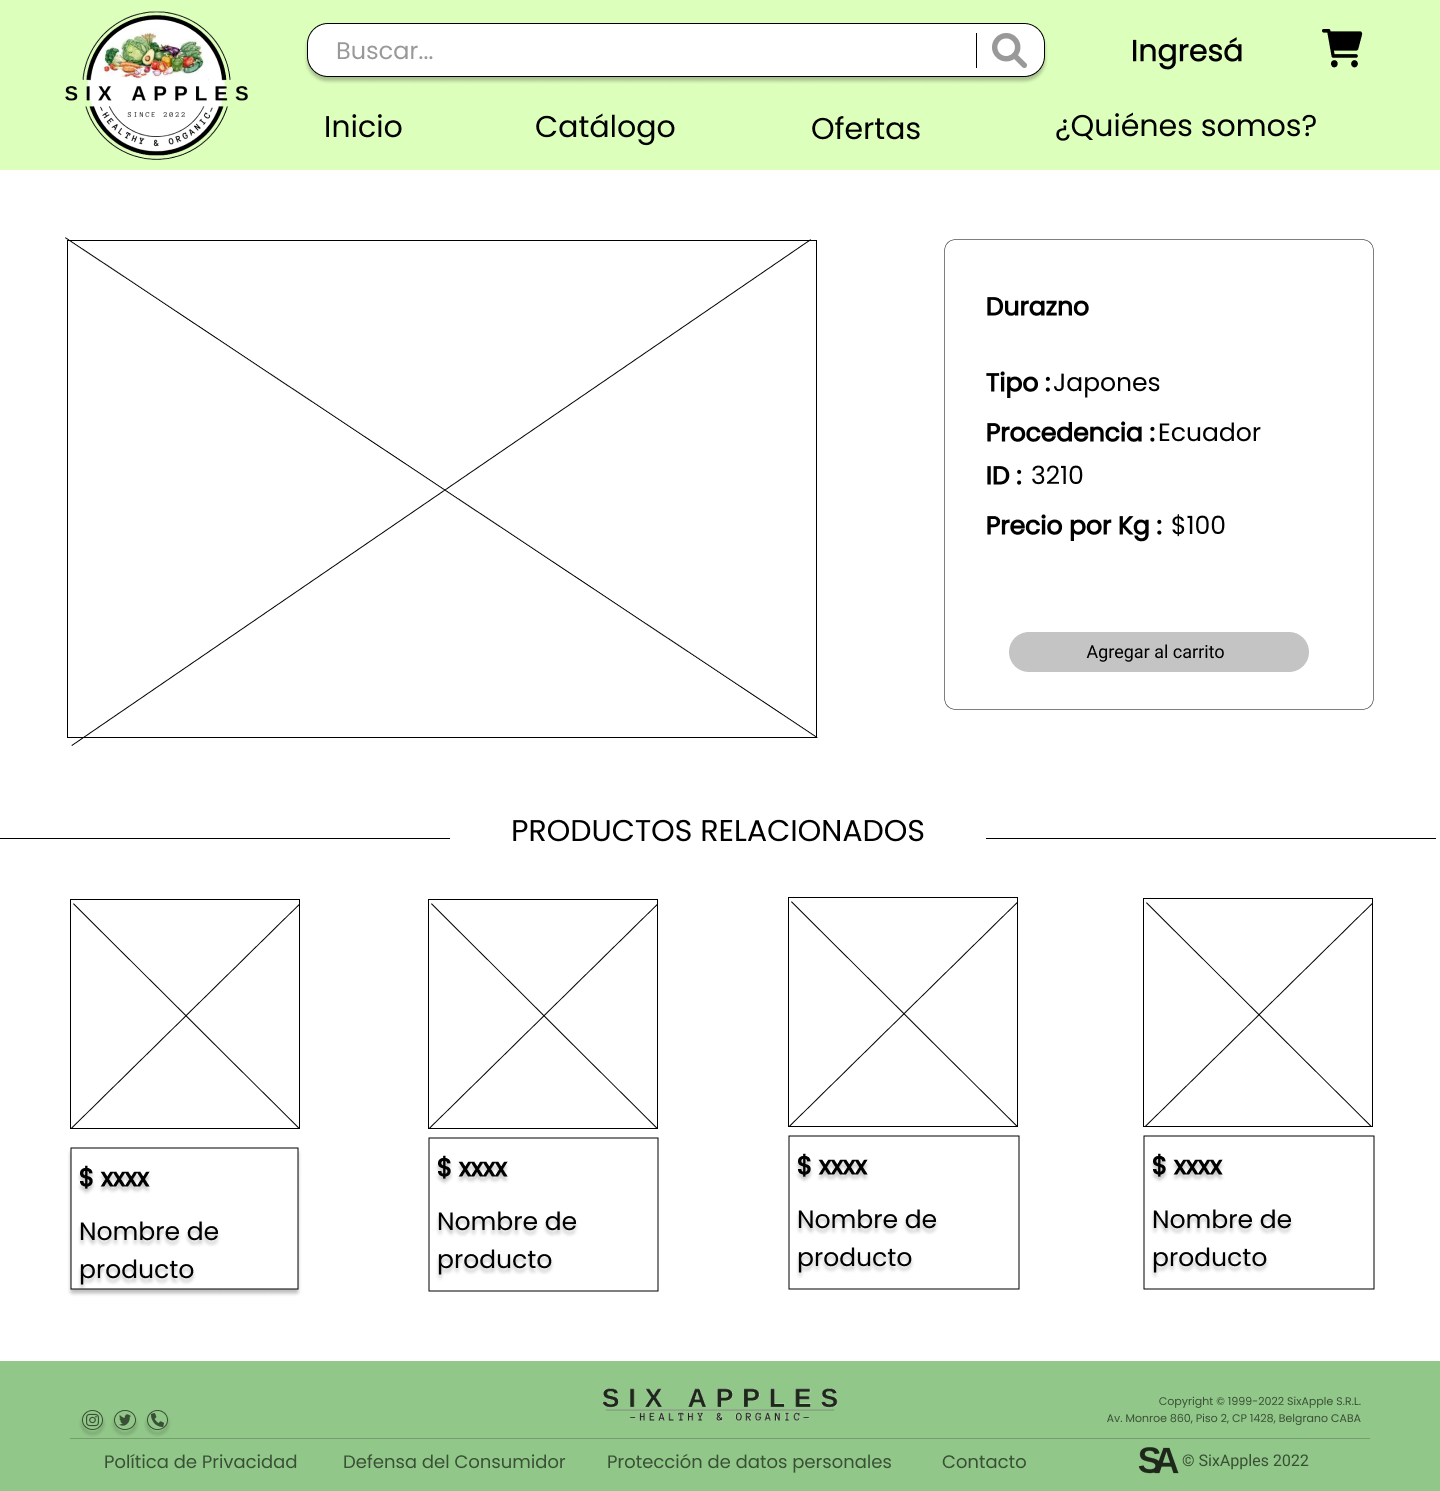 SIX APPLES
SINCE 2022
-HEALTHY & ORGANIC-
Buscar...
Ingresá
Inicio
Catálogo
Ofertas
¿Quiénes somos?
Durazno
Tipo :Japones
Procedencia :Ecuador
ID : 3210
Precio por Kg : $100
Agregar al carrito
PRODUCTOS RELACIONADOS
$ xxxx
Nombre de
producto
$ xxxx
Nombre de
producto
$ xxxx
Nombre de
producto
$ xxxx
Nombre de
producto
SIX APPLES
-HEALTHY & ORGANIC-
Copyright © 1999-2022 SixApple S.R.L.
Av. Monroe 860, Piso 2, CP 1428, Belgrano CABA
Política de Privacidad
Defensa del Consumidor
Protección de datos personales
Contacto
SA © SixApples 2022